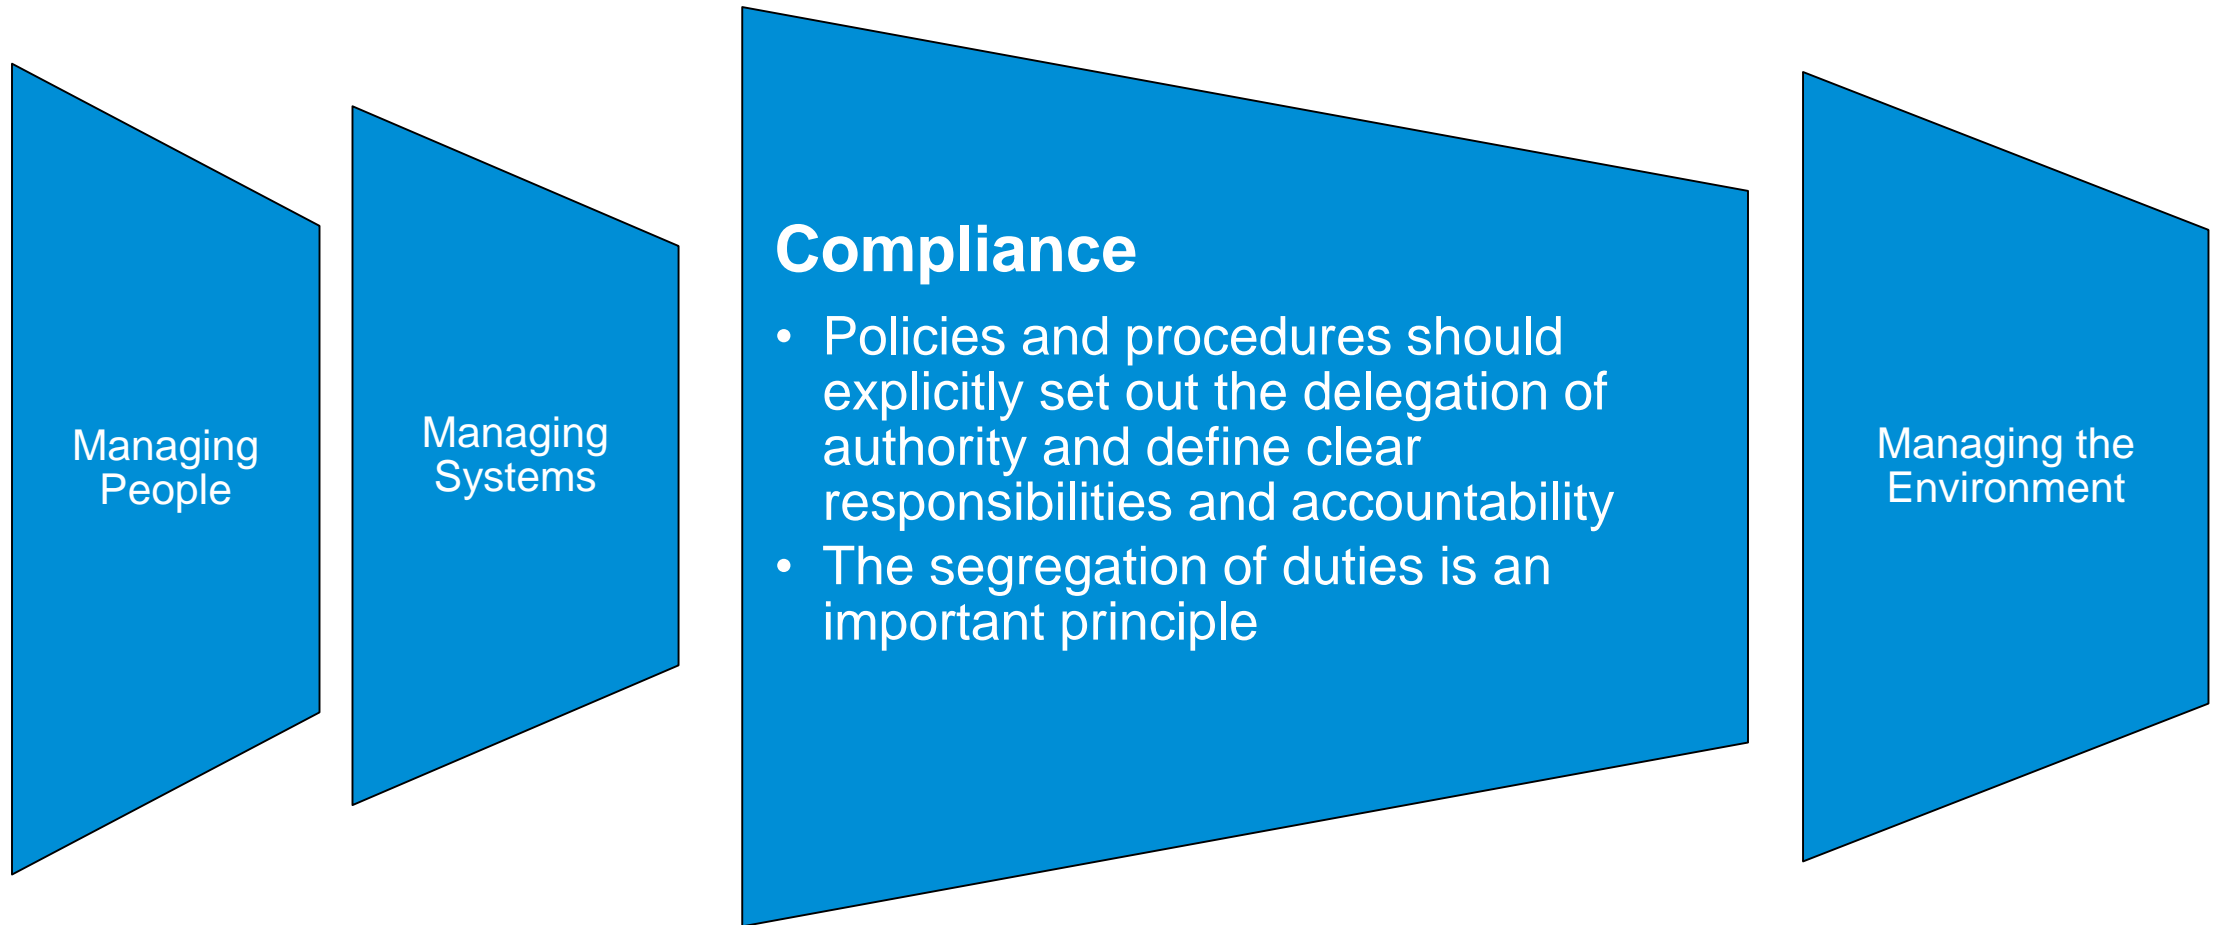 Managing
People
Managing
Systems
Compliance
• Policies and procedures should
explicitly set out the delegation of
authority and define clear
responsibilities and accountability
• The segregation of duties is an
important principle
Managing the
Environment